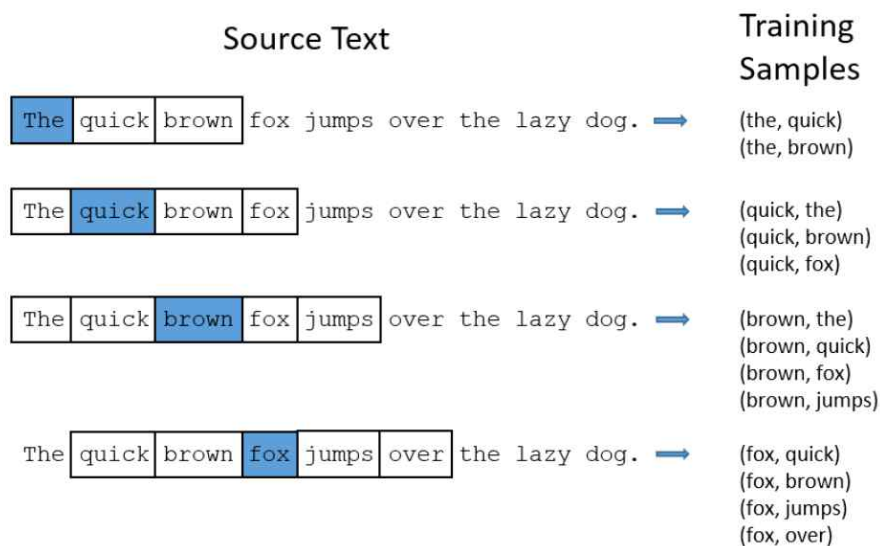 Source Text
Training
Samples
The quick brown fox jumps over the lazy dog.
(the, quick)
(the, brown)
The quick brown fox jumps over the lazy dog.
(quick, the)
(quick, brown)
(quick, fox)
The quick brown fox jumps over the lazy dog.
(brown, the)
(brown, quick)
(brown, fox)
(brown, jumps)
The quick brown fox jumps over the lazy dog.
(fox, quick)
(fox, brown)
(fox, jumps)
(fox, over)